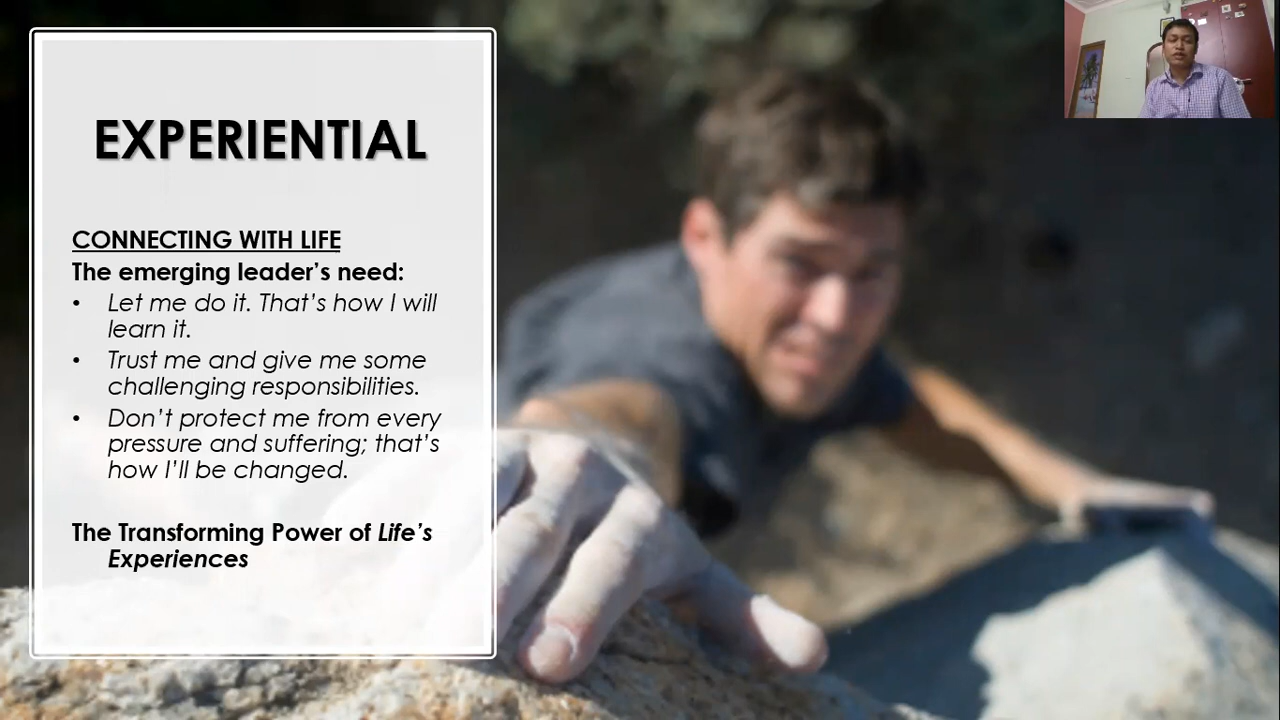 EXPERIENTIAL
CONNECTING WITH LIFE
The emerging leader’s need:
• Let me do it. That’s how I will
learn it.
• Trust me and give me some
challenging responsibilities.
• Don’t protect me from every
pressure and suffering; that’s
how I’ll be changed.
The Transforming Power of Life’s
Experiences